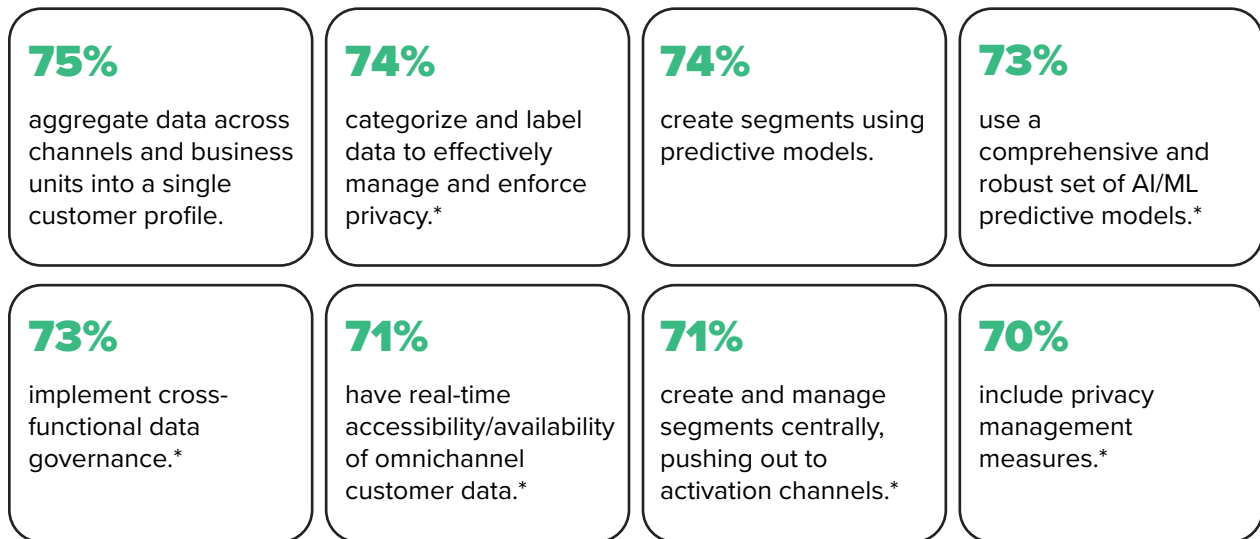 75%
aggregate data across
channels and business
units into a single
customer profile.
74%
categorize and label
data to effectively
manage and enforce
privacy.*
74%
create segments using
predictive models.
73%
use a
comprehensive and
robust set of AI/ML
predictive models.*
73%
implement cross-
functional data
governance.*
71%
have real-time
accessibility/availability
of omnichannel
customer data.*
71%
create and manage
segments centrally,
pushing out to
activation channels.*
70%
include privacy
management
measures.*